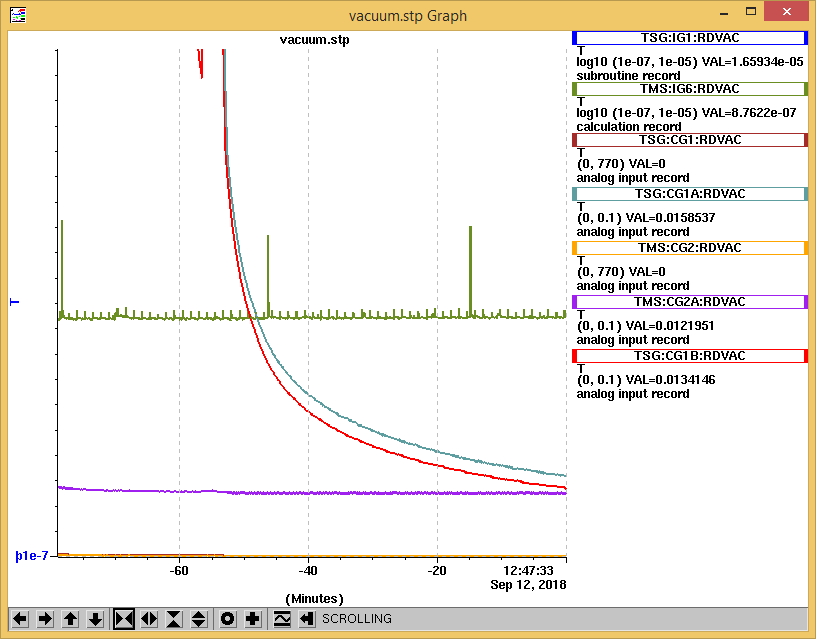 vacuum.stp Graph
vacuum.stp
T
þ1e-7
-60
-40
-20
12:47:33
Sep 12, 2018
(Minutes)
TSG:IG1:RDVAC
T
log10 (1e-07, 1e-05) VAL=1.65934e-05
subroutine record
TMS:IG6:RDVAC
T
log10 (1e-07, 1e-05) VAL=8.7622e-07
calculation record
TSG:CG1:RDVAC
T
(0, 770) VAL=0
analog input record
TSG:CG1A:RDVAC
T
(0, 0.1) VAL=0.0158537
analog input record
TMS:CG2:RDVAC
T
(0, 770) VAL=0
analog input record
TMS:CG2A:RDVAC
T
(0, 0.1) VAL=0.0121951
analog input record
TSG:CG1B:RDVAC
T
(0, 0.1) VAL=0.0134146
analog input record
SCROLLING